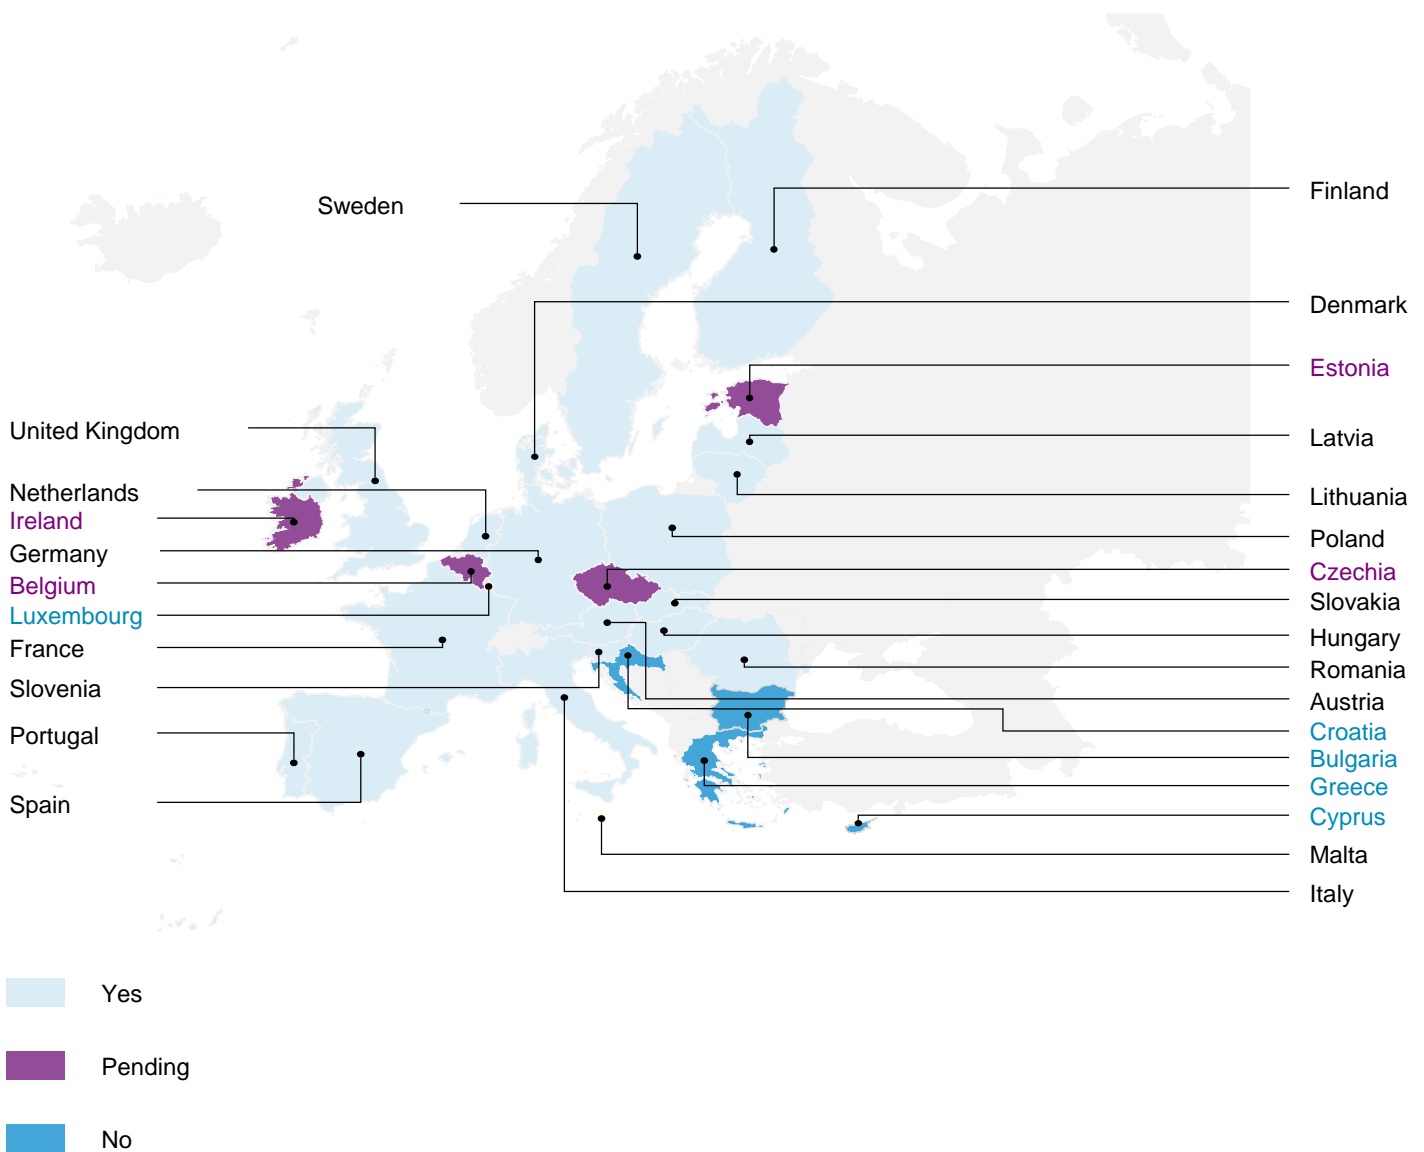 Sweden
United Kingdom
Netherlands
Ireland
Germany
Belgium
Luxembourg
France
Slovenia
Portugal
Spain
Finland
Denmark
Estonia
Latvia
Lithuania
Poland
Czechia
Slovakia
Hungary
Romania
Austria
Croatia
Bulgaria
Greece
Cyprus
Malta
Italy
Yes
Pending
No